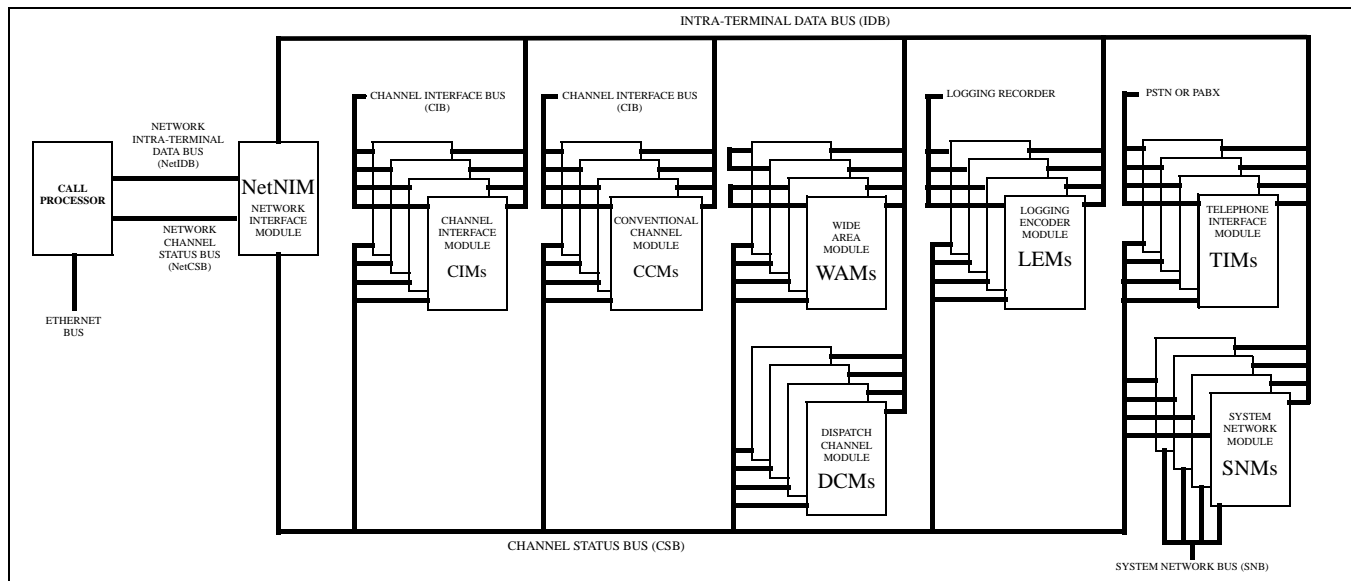 INTRA-TERMINAL DATA BUS (IDB)
CHANNEL INTERFACE BUS
(CIB)
CHANNEL INTERFACE BUS
(CIB)
LOGGING RECORDER
PSTN OR PABX
NETWORK
INTRA-TERMINAL
DATA BUS
(NetIDB)
CALL
PROCESSOR
NetNIM
NETWORK
INTERFACE
MODULE
NETWORK
CHANNEL
STATUS BUS
(NetCSB)
ETHERNET
BUS
CHANNEL
INTERFACE
MODULE
CIMs
CONVENTIONAL
CHANNEL
MODULE
CCMs
WIDE
AREA
MODULE
WAMs
LOGGING
ENCODER
MODULE
LEMs
TELEPHONE
INTERFACE
MODULE
TIMs
DISPATCH
CHANNEL
MODULE
DCMs
SYSTEM
NETWORK
MODULE
SNMs
CHANNEL STATUS BUS (CSB)
SYSTEM NETWORK BUS (SNB)